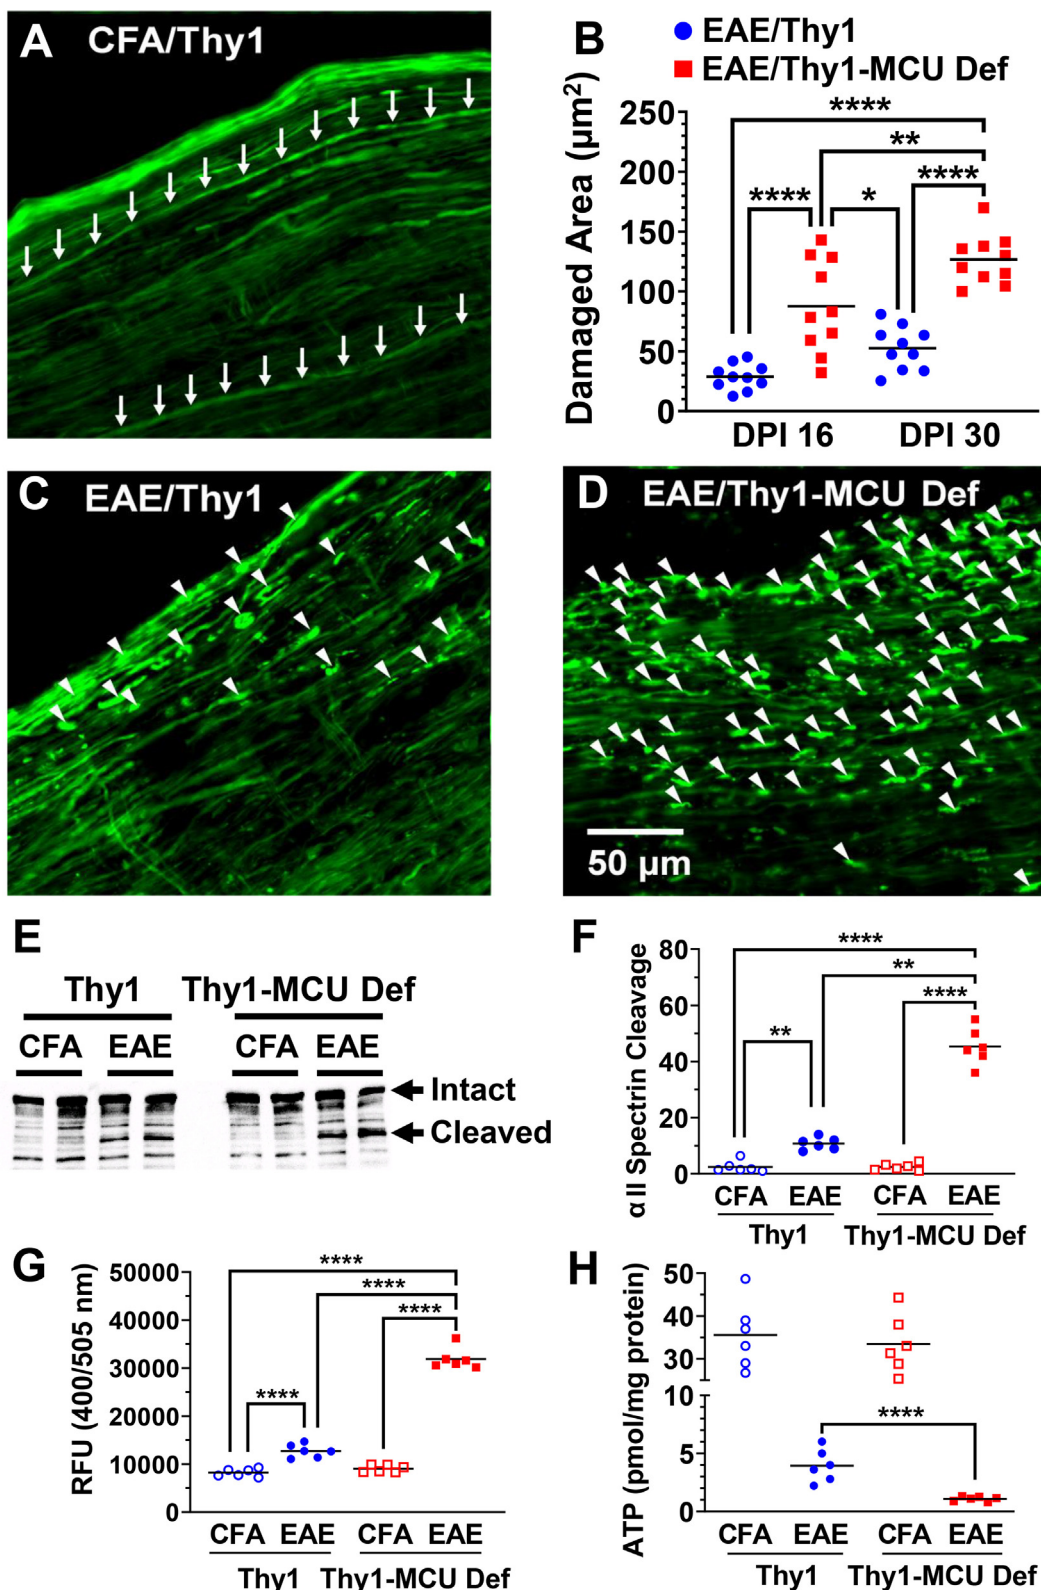 A CFA/Thy1
B
EAE/Thy1
EAE/Thy1-MCU Def
Damaged Area (µm²)
250
200
150
100
50
0
****
**
****
****
*
DPI 16 DPI 30
C EAE/Thy1
D EAE/Thy1-MCU Def
50 µm
E
Thy1 Thy1-MCU Def
CFA EAE CFA EAE
Intact
Cleaved
F
αII Spectrin Cleavage
80
60
40
20
0
****
**
****
**
CFA EAE CFA EAE
Thy1 Thy1-MCU Def
G
RFU (400/505 nm)
50000
40000
30000
20000
10000
0
****
****
****
****
CFA EAE CFA EAE
Thy1 Thy1-MCU Def
H
ATP (pmol/mg protein)
50
40
30
10
5
0
****
CFA EAE CFA EAE
Thy1 Thy1-MCU Def